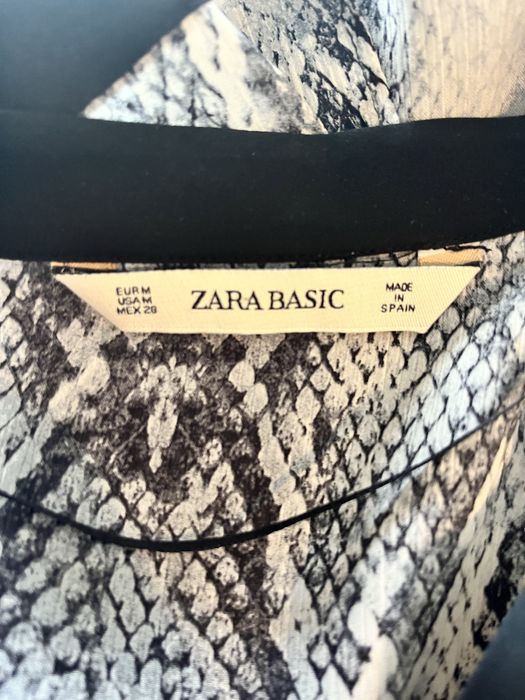 EUR M
USA M
MEX 28
ZARA BASIC
MADE
IN
SPAIN